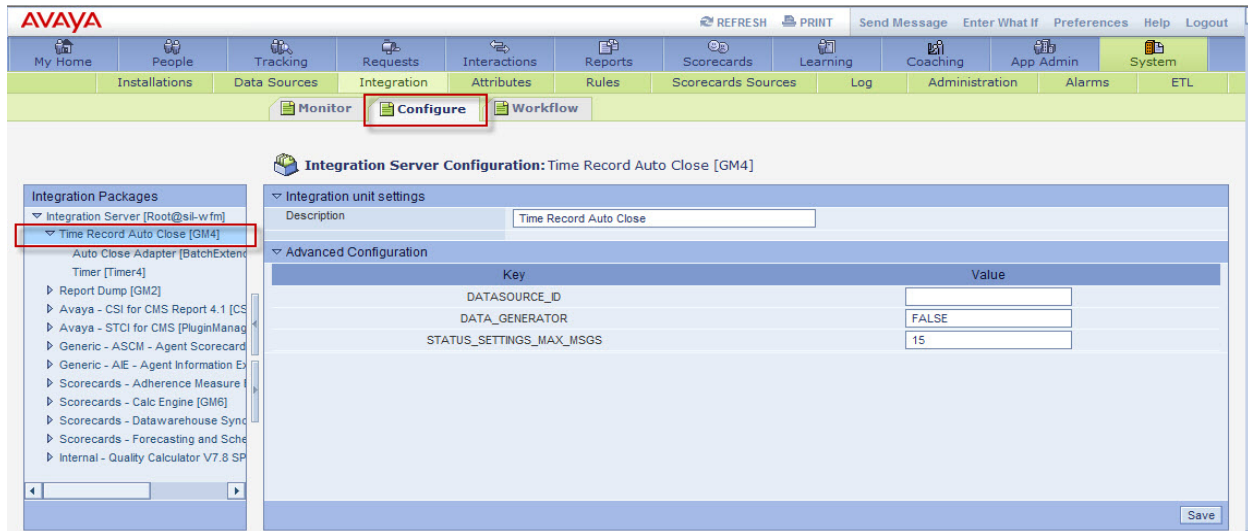 AVAYA
REFRESH PRINT Send Message Enter What If Preferences Help Logout
My Home People Tracking Requests Interactions Reports Scorecards Learning Coaching App Admin System
Installations Data Sources Integration Attributes Rules Scorecards Sources Log Administration Alarms ETL
Monitor Configure Workflow
Integration Server Configuration: Time Record Auto Close [GM4]
Integration Packages
Integration Server [Root@sil-wfm]
Time Record Auto Close [GM4]
Auto Close Adapter [BatchExtend
Timer [Timer4]
Report Dump [GM2]
Avaya - CSI for CMS Report 4.1 [CS
Avaya - STCI for CMS [PluginManag
Generic - ASCM - Agent Scorecard
Generic - AIE - Agent Information Ex
Scorecards - Adherence Measure
Scorecards - Calc Engine [GM6]
Scorecards - Datawarehouse Sync
Scorecards - Forecasting and Sche
Internal - Quality Calculator V7.8 SP
Integration unit settings
Description Time Record Auto Close
Advanced Configuration
Key Value
DATASOURCE_ID
DATA_GENERATOR FALSE
STATUS_SETTINGS_MAX_MSGS 15
Save